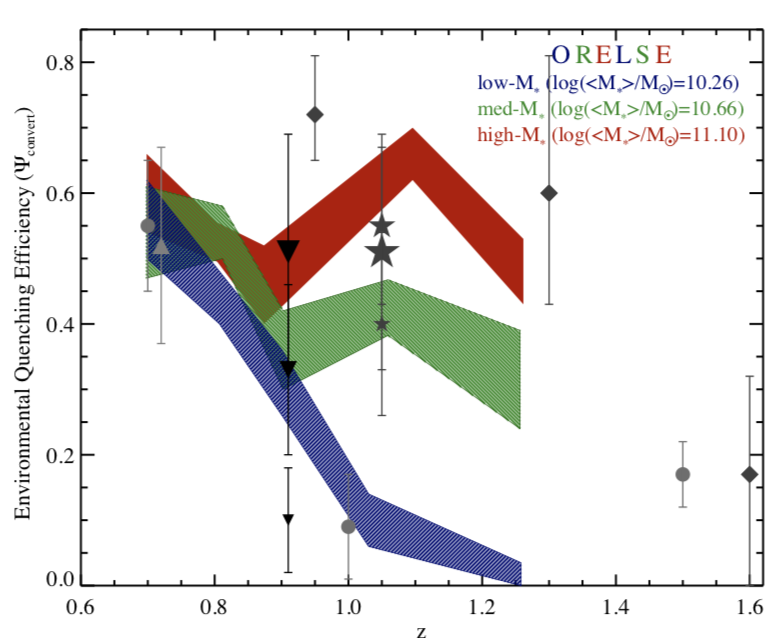 ORELSE
low-M* (log(<M*>/M☉)=10.26)
med-M* (log(<M*>/M☉)=10.66)
high-M* (log(<M*>/M☉)=11.10)
Environmental Quenching Efficiency (Ψconvert)
0.8
0.6
0.4
0.2
0.0
0.6 0.8 1.0 1.2 1.4 1.6
z